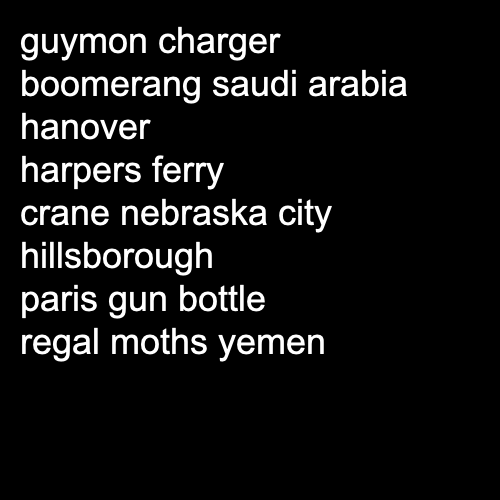 guymon charger
boomerang saudi arabia
hanover
harpers ferry
crane nebraska city
hillsborough
paris gun bottle
regal moths yemen